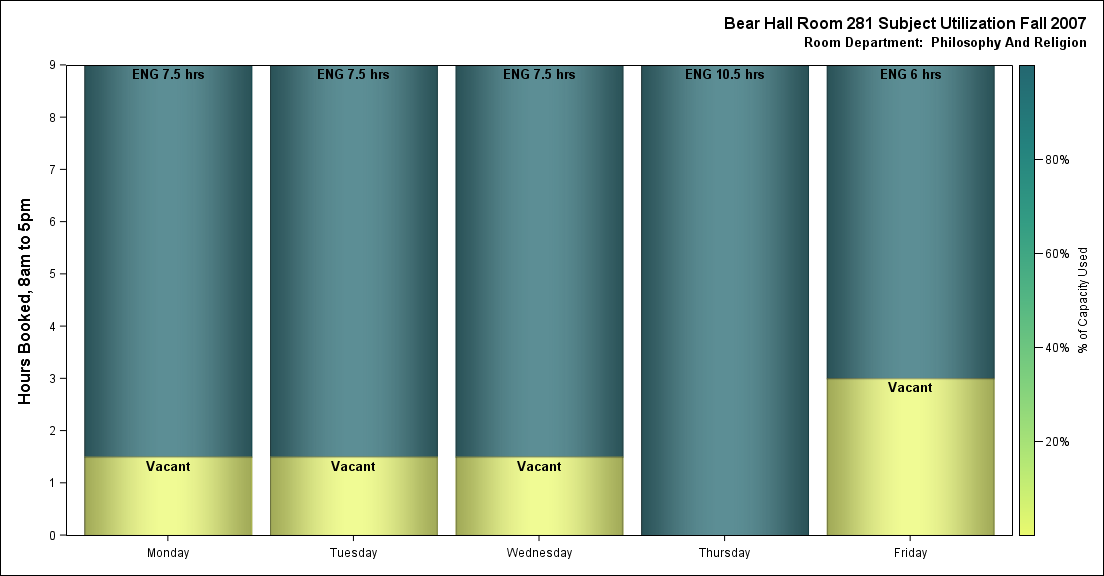 Bear Hall Room 281 Subject Utilization Fall 2007
Room Department:  Philosophy And Religion
Hours Booked, 8am to 5pm
9
8
7
6
5
4
3
2
1
0
ENG 7.5 hrs
ENG 7.5 hrs
ENG 7.5 hrs
ENG 10.5 hrs
ENG 6 hrs
Vacant
Vacant
Vacant
Vacant
Monday
Tuesday
Wednesday
Thursday
Friday
80%
60%
40%
20%
% of Capacity Used